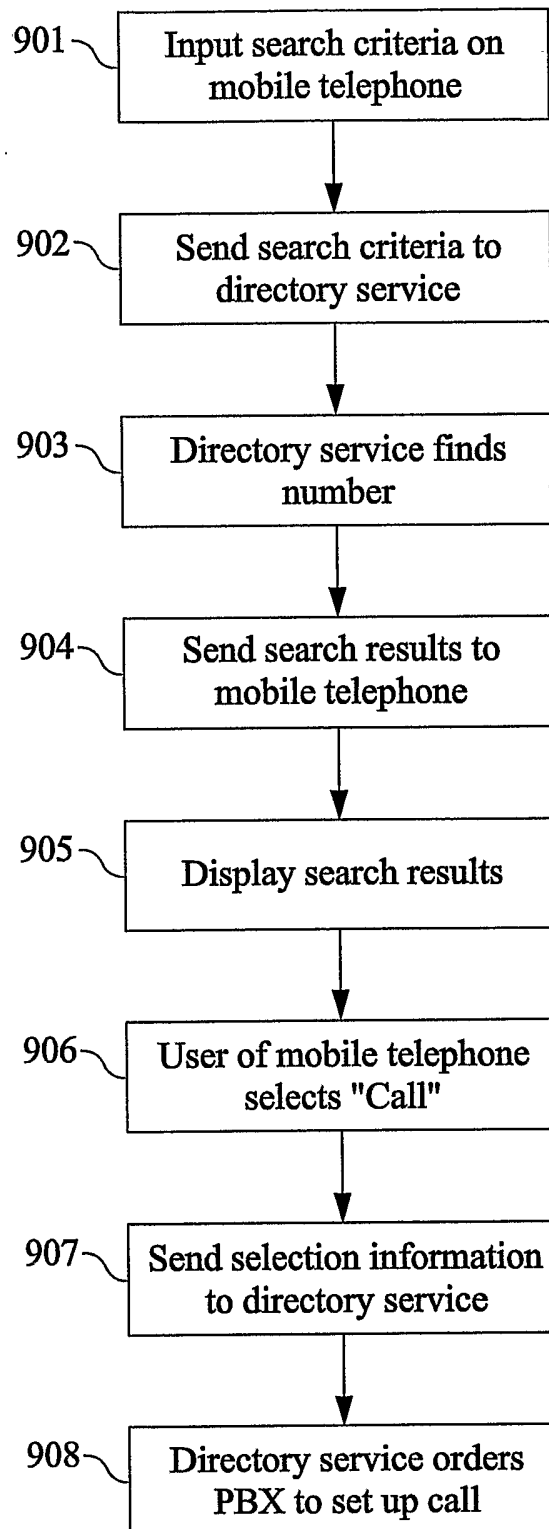 901
Input search criteria on
mobile telephone
902
Send search criteria to
directory service
903
Directory service finds
number
904
Send search results to
mobile telephone
905
Display search results
906
User of mobile telephone
selects "Call"
907
Send selection information
to directory service
908
Directory service orders
PBX to set up call